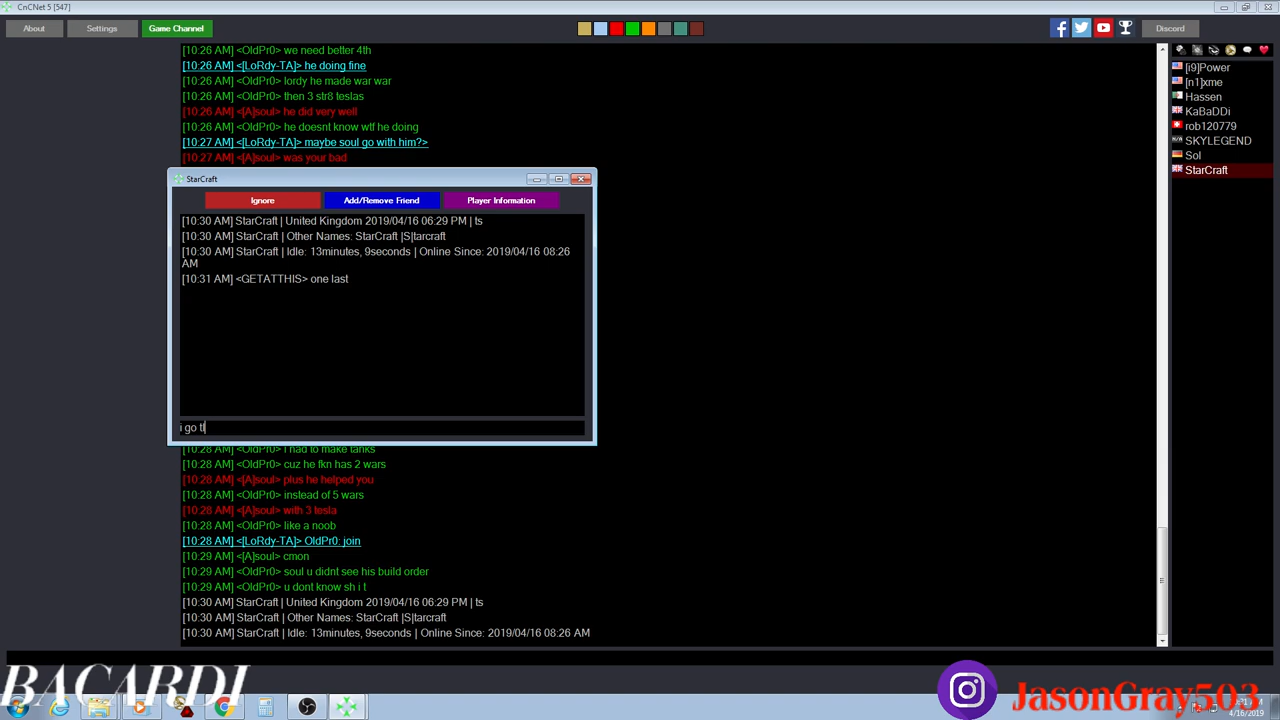 CnCNet 5 [547]
About
Settings
Game Channel
Discord
[10:26 AM] <OldPr0> we need better 4th
[10:26 AM] <[LoRdy-TA]> he doing fine
[10:26 AM] <OldPr0> lordy he made war war
[10:26 AM] <OldPr0> then 3 str8 teslas
[10:26 AM] <[A]soul> he did very well
[10:26 AM] <OldPr0> he doesnt know wtf he doing
[10:27 AM] <[LoRdy-TA]> maybe soul go with him?>
[10:27 AM] <[A]soul> was your bad
[i9]Power
[n1]xme
Hassen
KaBaDDi
rob120779
SKYLEGEND
Sol
StarCraft
StarCraft
Ignore
Add/Remove Friend
Player Information
[10:30 AM] StarCraft | United Kingdom 2019/04/16 06:29 PM | ts
[10:30 AM] StarCraft | Other Names: StarCraft |S|tarcraft
[10:30 AM] StarCraft | Idle: 13minutes, 9seconds | Online Since: 2019/04/16 08:26
AM
[10:31 AM] <GETATTHIS> one last
i go tl
[10:28 AM] <OldPr0> i had to make tanks
[10:28 AM] <OldPr0> cuz he fkn has 2 wars
[10:28 AM] <[A]soul> plus he helped you
[10:28 AM] <OldPr0> instead of 5 wars
[10:28 AM] <[A]soul> with 3 tesla
[10:28 AM] <OldPr0> like a noob
[10:28 AM] <[LoRdy-TA]> OldPr0: join
[10:29 AM] <[A]soul> cmon
[10:29 AM] <OldPr0> soul u didnt see his build order
[10:29 AM] <OldPr0> u dont know sh i t
[10:30 AM] StarCraft | United Kingdom 2019/04/16 06:29 PM | ts
[10:30 AM] StarCraft | Other Names: StarCraft |S|tarcraft
[10:30 AM] StarCraft | Idle: 13minutes, 9seconds | Online Since: 2019/04/16 08:26 AM
BACARDI
JasonGray503
4/16/2019